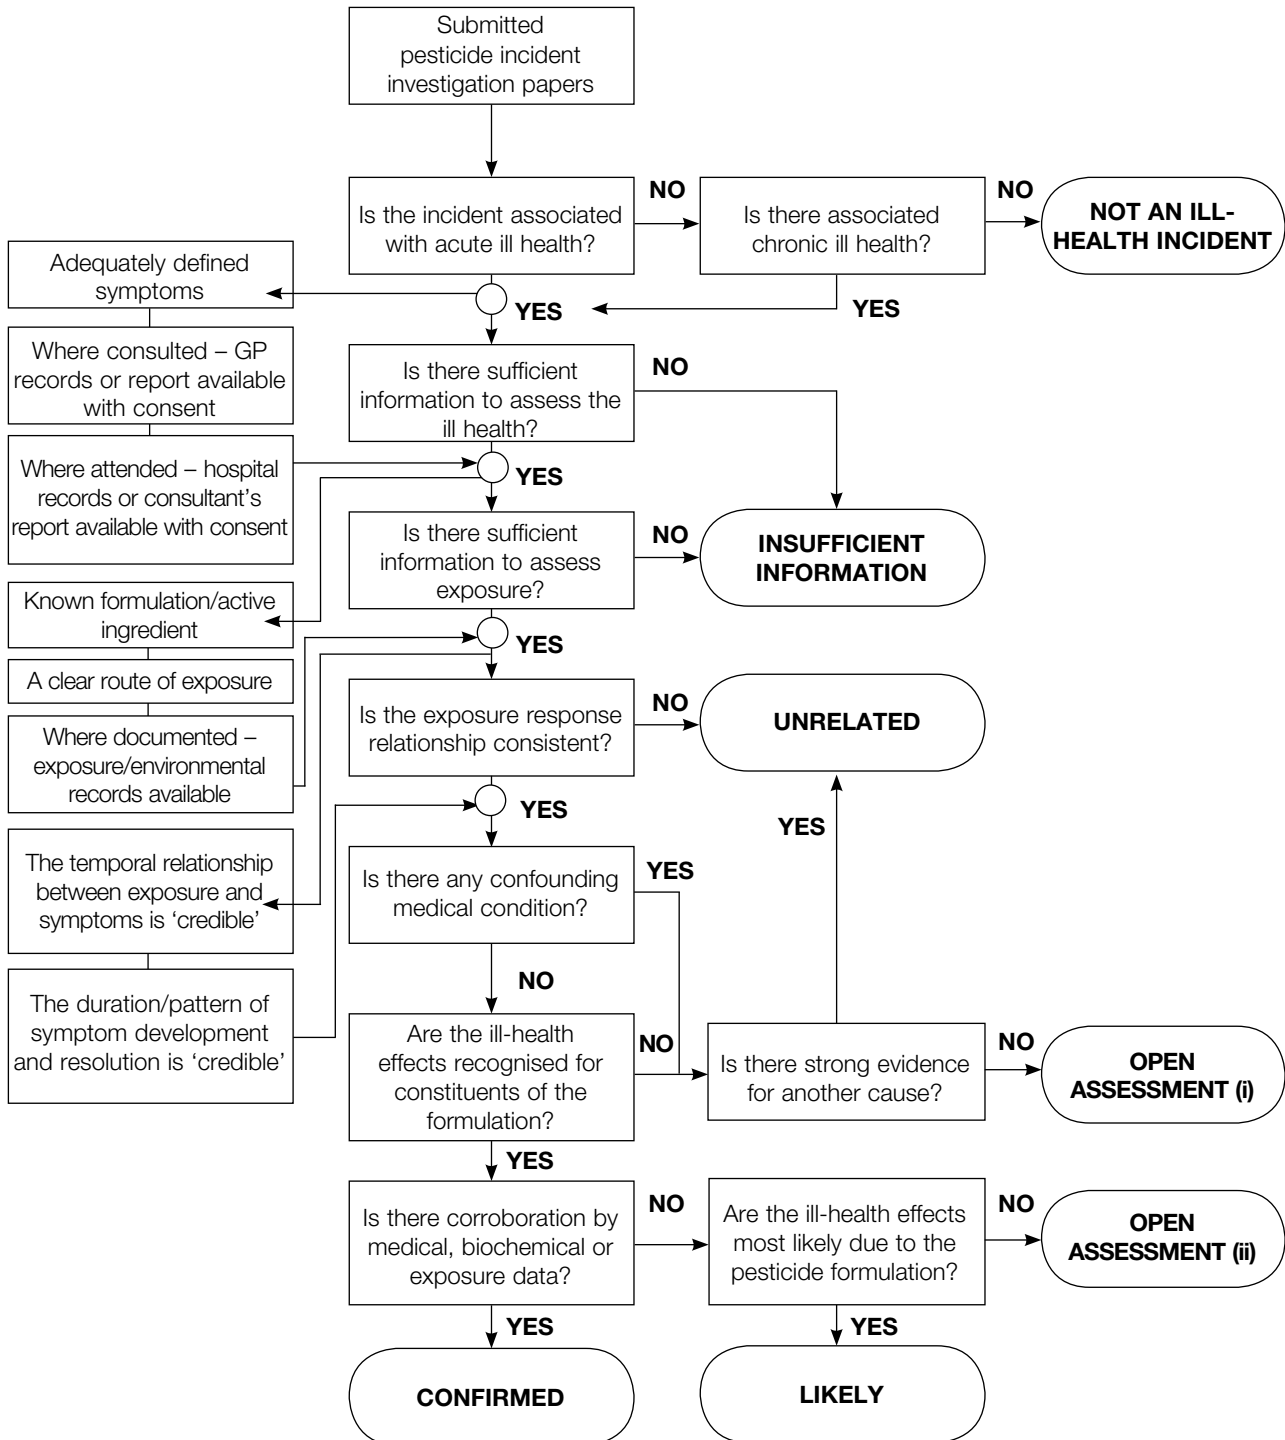 Submitted
pesticide incident
investigation papers
Is the incident associated
with acute ill health?
NO
Is there associated
chronic ill health?
NO
NOT AN ILL-
HEALTH INCIDENT
YES
YES
Adequately defined
symptoms
Where consulted – GP
records or report available
with consent
Where attended – hospital
records or consultant's
report available with consent
Is there sufficient
information to assess the
ill health?
NO
YES
Is there sufficient
information to assess
exposure?
NO
INSUFFICIENT
INFORMATION
Known formulation/active
ingredient
A clear route of exposure
Where documented –
exposure/environmental
records available
YES
Is the exposure response
relationship consistent?
NO
UNRELATED
YES
The temporal relationship
between exposure and
symptoms is ‘credible’
The duration/pattern of
symptom development
and resolution is ‘credible’
Is there any confounding
medical condition?
YES
YES
NO
Are the ill-health
effects recognised for
constituents of the
formulation?
NO
Is there strong evidence
for another cause?
NO
OPEN
ASSESSMENT (i)
YES
Is there corroboration by
medical, biochemical or
exposure data?
NO
Are the ill-health effects
most likely due to the
pesticide formulation?
NO
OPEN
ASSESSMENT (ii)
YES
YES
CONFIRMED
LIKELY